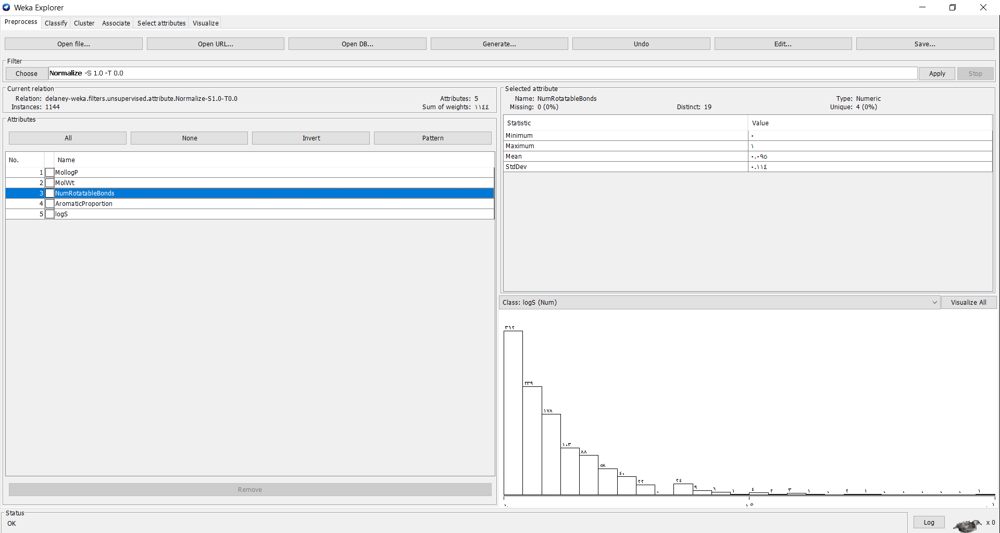 Weka Explorer
Preprocess Classify Cluster Associate Select attributes Visualize
Open file... Open URL... Open DB... Generate... Undo Edit... Save...
Filter
Choose Normalize -S 1.0 -T 0.0 Apply Stop
Current relation
Relation: delaney-weka.filters.unsupervised.attribute.Normalize-S1.0-T0.0 Attributes: 5
Instances: 1144 Sum of weights: ١١٤٤
Attributes
All None Invert Pattern
No. Name
1 MollogP
2 MolWt
3 NumRotatableBonds
4 AromaticProportion
5 logS
Remove
Selected attribute
Name: NumRotatableBonds Type: Numeric
Missing: 0 (0%) Distinct: 19 Unique: 4 (0%)
Statistic Value
Minimum ٠
Maximum ١
Mean ٠.٠٩٥
StdDev ٠.١١٤
Class: logS (Num) Visualize All
٣٦٢
٢٣٩
١٧٨
١٠٣
٨٨
٥٨
٤٠
٢٢
٠
٢٤
٩
٦
١
٤
٢
٣
١
٠
٢
١
٠
٠
٠
٠
٠
١
Status
OK
Log x 0